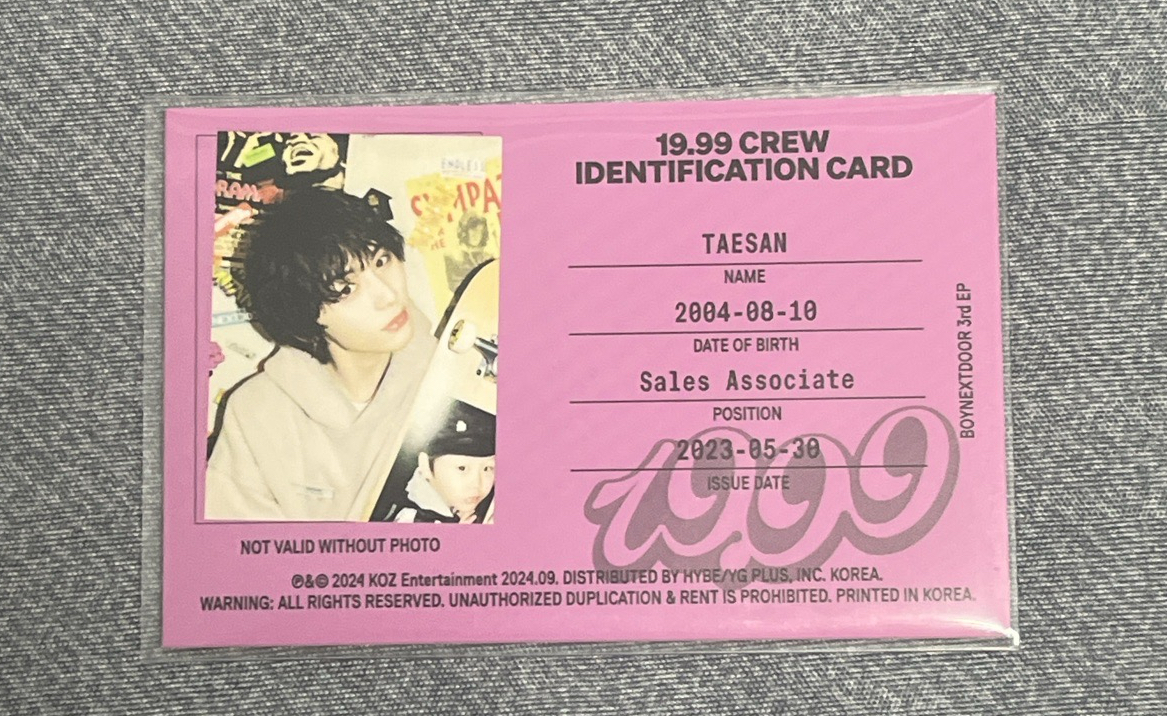 RAM
ENDLESS
19.99 CREW
IDENTIFICATION CARD
TAESAN
NAME
2004-08-10
DATE OF BIRTH
Sales Associate
POSITION
2023-05-30
ISSUE DATE
19.99
BOYNEXTDOOR 3rd EP
NOT VALID WITHOUT PHOTO
℗&© 2024 KOZ Entertainment 2024.09. DISTRIBUTED BY HYBE/YG PLUS, INC. KOREA.
WARNING: ALL RIGHTS RESERVED. UNAUTHORIZED DUPLICATION & RENT IS PROHIBITED. PRINTED IN KOREA.